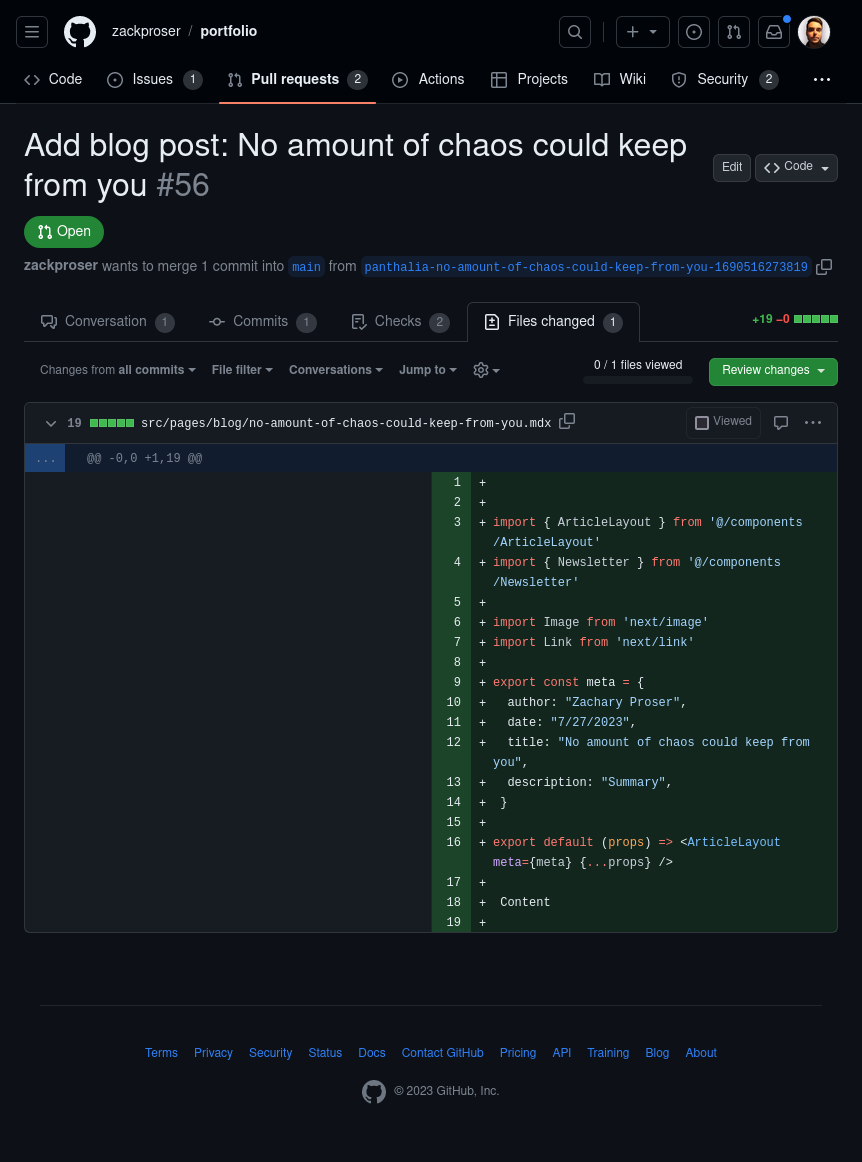 zackproser / portfolio
Code Issues 1 Pull requests 2 Actions Projects Wiki Security 2
Add blog post: No amount of chaos could keep
from you #56
Edit Code
Open
zackproser wants to merge 1 commit into main from panthalia-no-amount-of-chaos-could-keep-from-you-1690516273819
Conversation 1 Commits 1 Checks 2 Files changed 1 +19 −0
Changes from all commits File filter Conversations Jump to 0 / 1 files viewed Review changes
19 src/pages/blog/no-amount-of-chaos-could-keep-from-you.mdx Viewed
... @@ -0,0 +1,19 @@
1 +
2 +
3 + import { ArticleLayout } from '@/components
/ArticleLayout'
4 + import { Newsletter } from '@/components
/Newsletter'
5 +
6 + import Image from 'next/image'
7 + import Link from 'next/link'
8 +
9 + export const meta = {
10 + author: "Zachary Proser",
11 + date: "7/27/2023",
12 + title: "No amount of chaos could keep from
you",
13 + description: "Summary",
14 + }
15 +
16 + export default (props) => <ArticleLayout
meta={meta} {...props} />
17 +
18 + Content
19 +
Terms Privacy Security Status Docs Contact GitHub Pricing API Training Blog About
© 2023 GitHub, Inc.